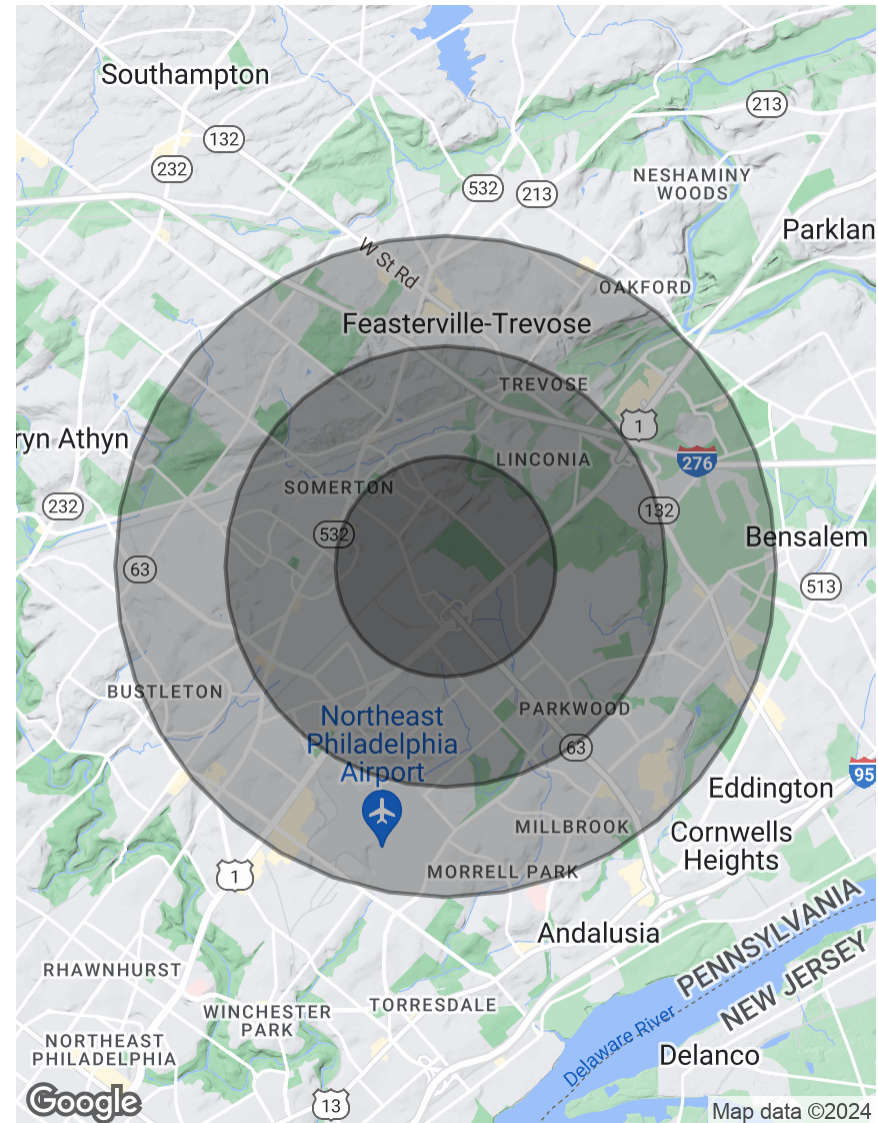 Southampton
213
132
232
532
213
NESHAMINY
WOODS
Parklan
W St Rd
OAKFORD
Feasterville-Trevose
TREVOSE
1
ryn Athyn
LINCONIA
276
SOMERTON
232
132
532
Bensalem
63
513
BUSTLETON
PARKWOOD
Northeast
Philadelphia
Airport
63
95
Eddington
MILLBROOK
Cornwells
Heights
MORRELL PARK
1
Andalusia
PENNSYLVANIA
NEW JERSEY
RHAWNHURST
TORRESDALE
WINCHESTER
PARK
Delaware River
NORTHEAST
PHILADELPHIA
Delanco
13
Google
Map data ©2024